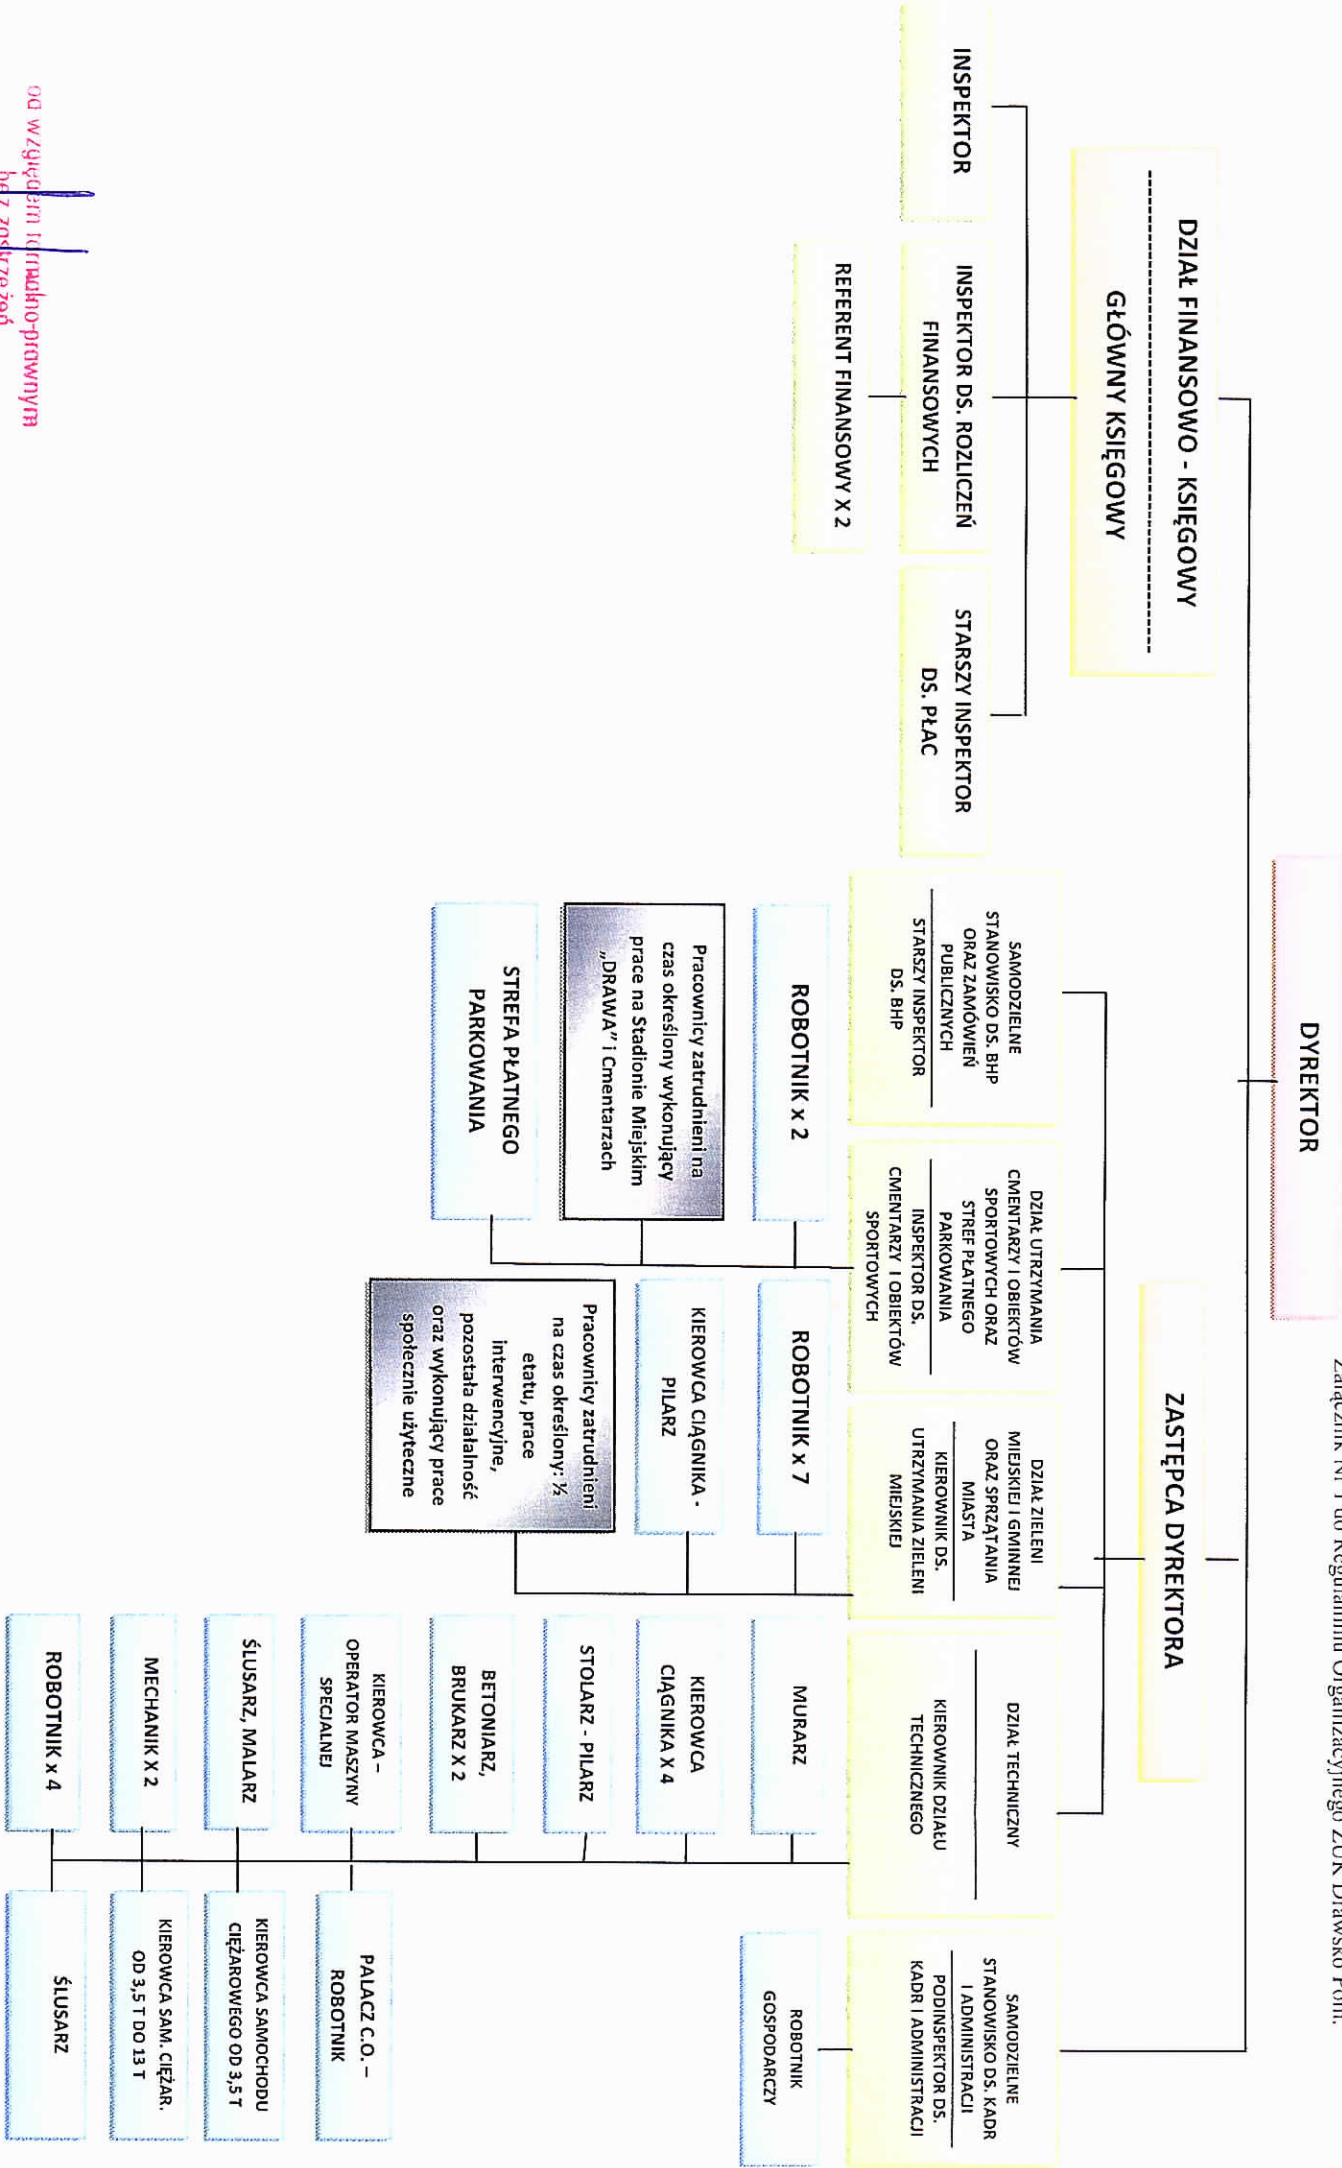 Załącznik Nr 1 do Regulaminu Organizacyjnego ZUK Drawsko Pom.
DYREKTOR
DZIAŁ FINANSOWO - KSIĘGOWY
GŁÓWNY KSIĘGOWY
ZASTĘPCA DYREKTORA
INSPEKTOR
INSPEKTOR DS. ROZLICZEŃ
FINANSOWYCH
STARSZY INSPEKTOR
DS. PŁAC
REFERENT FINANSOWY X 2
SAMODZIELNE
STANOWISKO DS. BHP
ORAZ ZAMÓWIEŃ
PUBLICZNYCH
STARSZY INSPEKTOR
DS. BHP
DZIAŁ UTRZYMANIA
CMENTARZY I OBIEKTÓW
SPORTOWYCH ORAZ
STREF PŁATNEGO
PARKOWANIA
INSPEKTOR DS.
CMENTARZY I OBIEKTÓW
SPORTOWYCH
DZIAŁ ZIELENI
MIEJSKIEJ I GMINNEJ
ORAZ SPRZĄTANIA
MIASTA
KIEROWNIK DS.
UTRZYMANIA ZIELENI
MIEJSKIEJ
DZIAŁ TECHNICZNY
KIEROWNIK DZIAŁU
TECHNICZNEGO
SAMODZIELNE
STANOWISKO DS. KADR
I ADMINISTRACJI
PODINSPEKTOR DS.
KADR I ADMINISTRACJI
ROBOTNIK x 2
Pracownicy zatrudnieni na
czas określony wykonujący
prace na Stadionie Miejskim
„DRAWA” i Cmentarzach
STREFA PŁATNEGO
PARKOWANIA
ROBOTNIK x 7
KIEROWCA CIĄGNIKA -
PILARZ
Pracownicy zatrudnieni
na czas określony: ½
etatu, prace
interwencyjne,
pozostała działalność
oraz wykonujący prace
społecznie użyteczne
MURARZ
KIEROWCA
CIĄGNIKA X 4
STOLARZ - PILARZ
BETONIARZ,
BRUKARZ X 2
KIEROWCA –
OPERATOR MASZYNY
SPECJALNEJ
ŚLUSARZ, MALARZ
MECHANIK X 2
ROBOTNIK x 4
ROBOTNIK
GOSPODARCZY
PALACZ C.O. –
ROBOTNIK
KIEROWCA SAMOCHODU
CIĘŻAROWEGO OD 3,5 T
KIEROWCA SAM. CIĘŻAR.
OD 3,5 T DO 13 T
ŚLUSARZ
od względem formalno-prawnym
bez zastrzeżeń